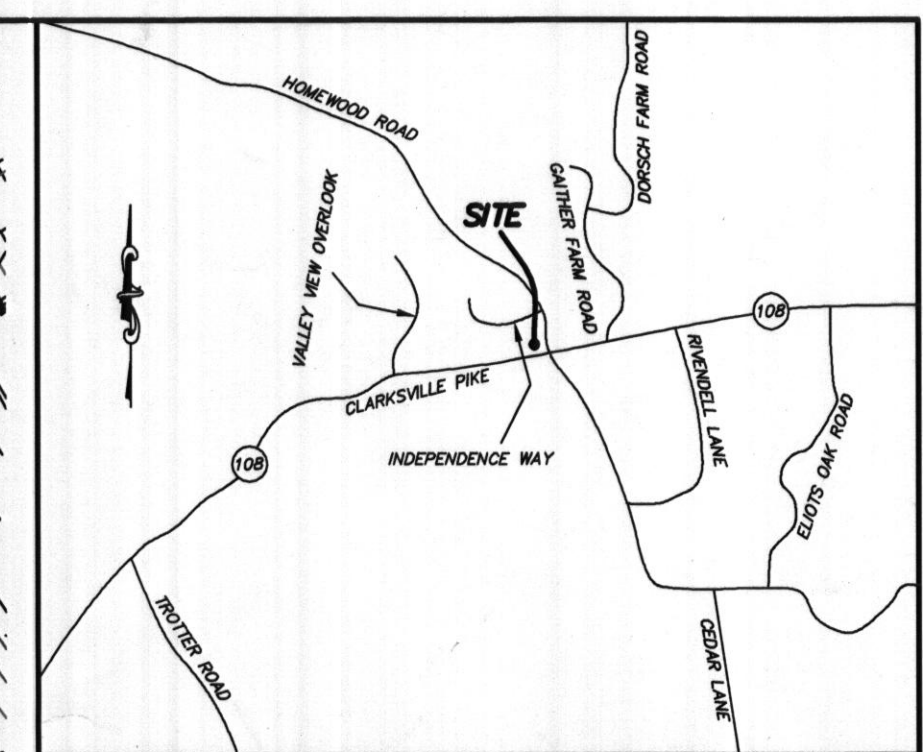 HOMEWOOD ROAD
DORSCH FARM ROAD
VALLEY VIEW OVERLOOK
SITE
GAITHER FARM ROAD
108
CLARKSVILLE PIKE
RIVENDELL LANE
INDEPENDENCE WAY
108
ELIOTS OAK ROAD
TROTTER ROAD
CEDAR LANE